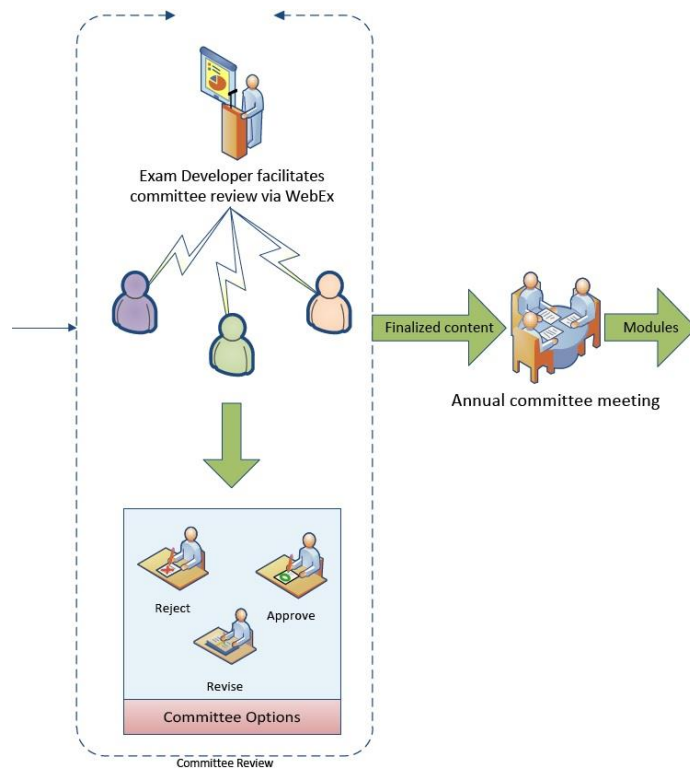 Exam Developer facilitates
committee review via WebEx
Finalized content
Modules
Annual committee meeting
Reject
Approve
Revise
Committee Options
Committee Review